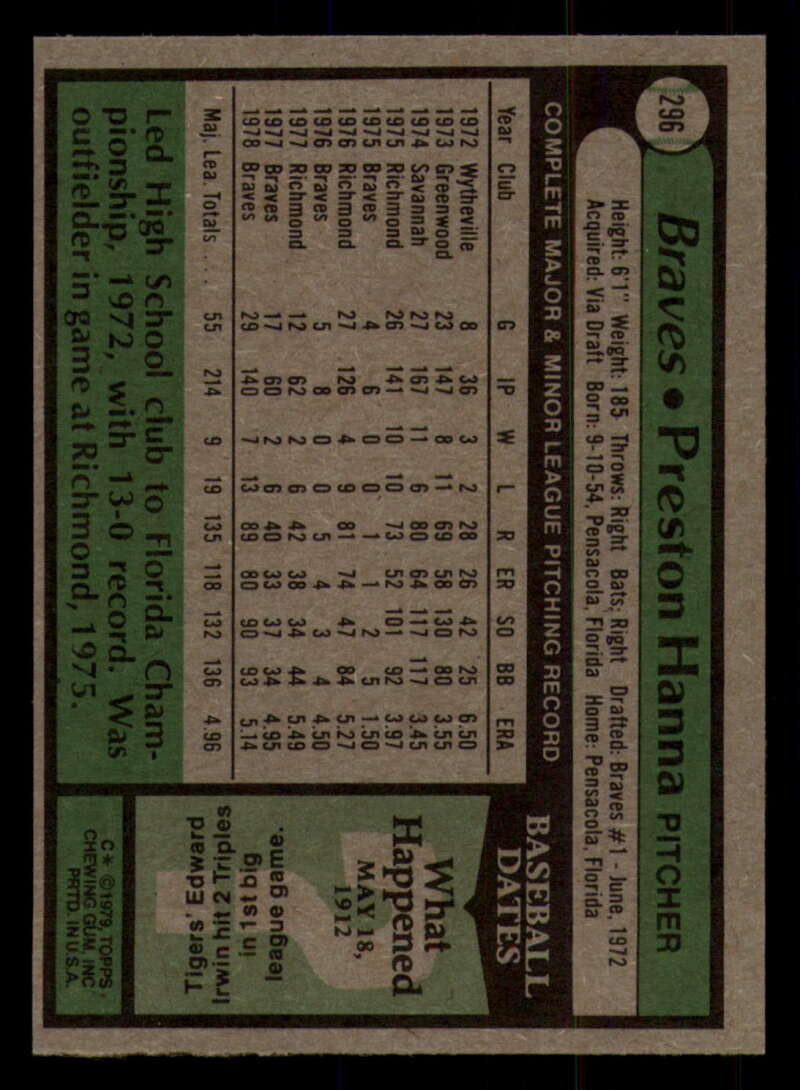 296
Braves • Preston Hanna PITCHER
Height: 6'1" Weight: 185 Throws: Right Bats: Right Drafted: Braves #1 - June, 1972
Acquired: Via Draft Born: 9-10-54, Pensacola, Florida Home: Pensacola, Florida
COMPLETE MAJOR & MINOR LEAGUE PITCHING RECORD
Year Club G IP W L R ER SO BB ERA
1972 Wytheville 8 36 3 2 28 26 42 25 6.50
1973 Greenwood 23 147 8 11 69 58 130 80 3.55
1974 Savannah 27 167 11 6 80 64 117 117 3.45
1975 Richmond 26 141 10 10 73 52 101 92 3.97
1975 Braves 4 6 0 0 1 1 2 5 1.50
1976 Richmond 27 126 4 9 81 74 47 84 5.27
1976 Braves 5 8 0 0 5 4 3 4 4.50
1977 Richmond 12 62 2 6 42 38 34 44 5.49
1977 Braves 17 60 2 6 40 33 37 34 4.95
1978 Braves 29 140 7 13 89 80 90 93 5.14
Maj. Lea. Totals . . . 55 214 9 19 135 118 132 136 4.96
Led High School club to Florida Cham-
pionship, 1972, with 13-0 record. Was
outfielder in game at Richmond, 1975.
BASEBALL
DATES
What
Happened
MAY 18,
1912
Tigers' Edward
Irwin hit 2 Triples
in 1st big
league game.
C* ©1979, TOPPS,
CHEWING GUM, INC
PRTD. IN U.S.A.